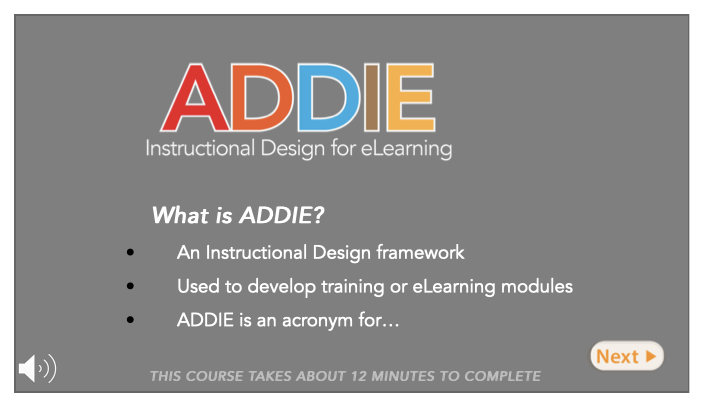 ADDIE
Instructional Design for eLearning
What is ADDIE?
• An Instructional Design framework
• Used to develop training or eLearning modules
• ADDIE is an acronym for…
Next
THIS COURSE TAKES ABOUT 12 MINUTES TO COMPLETE